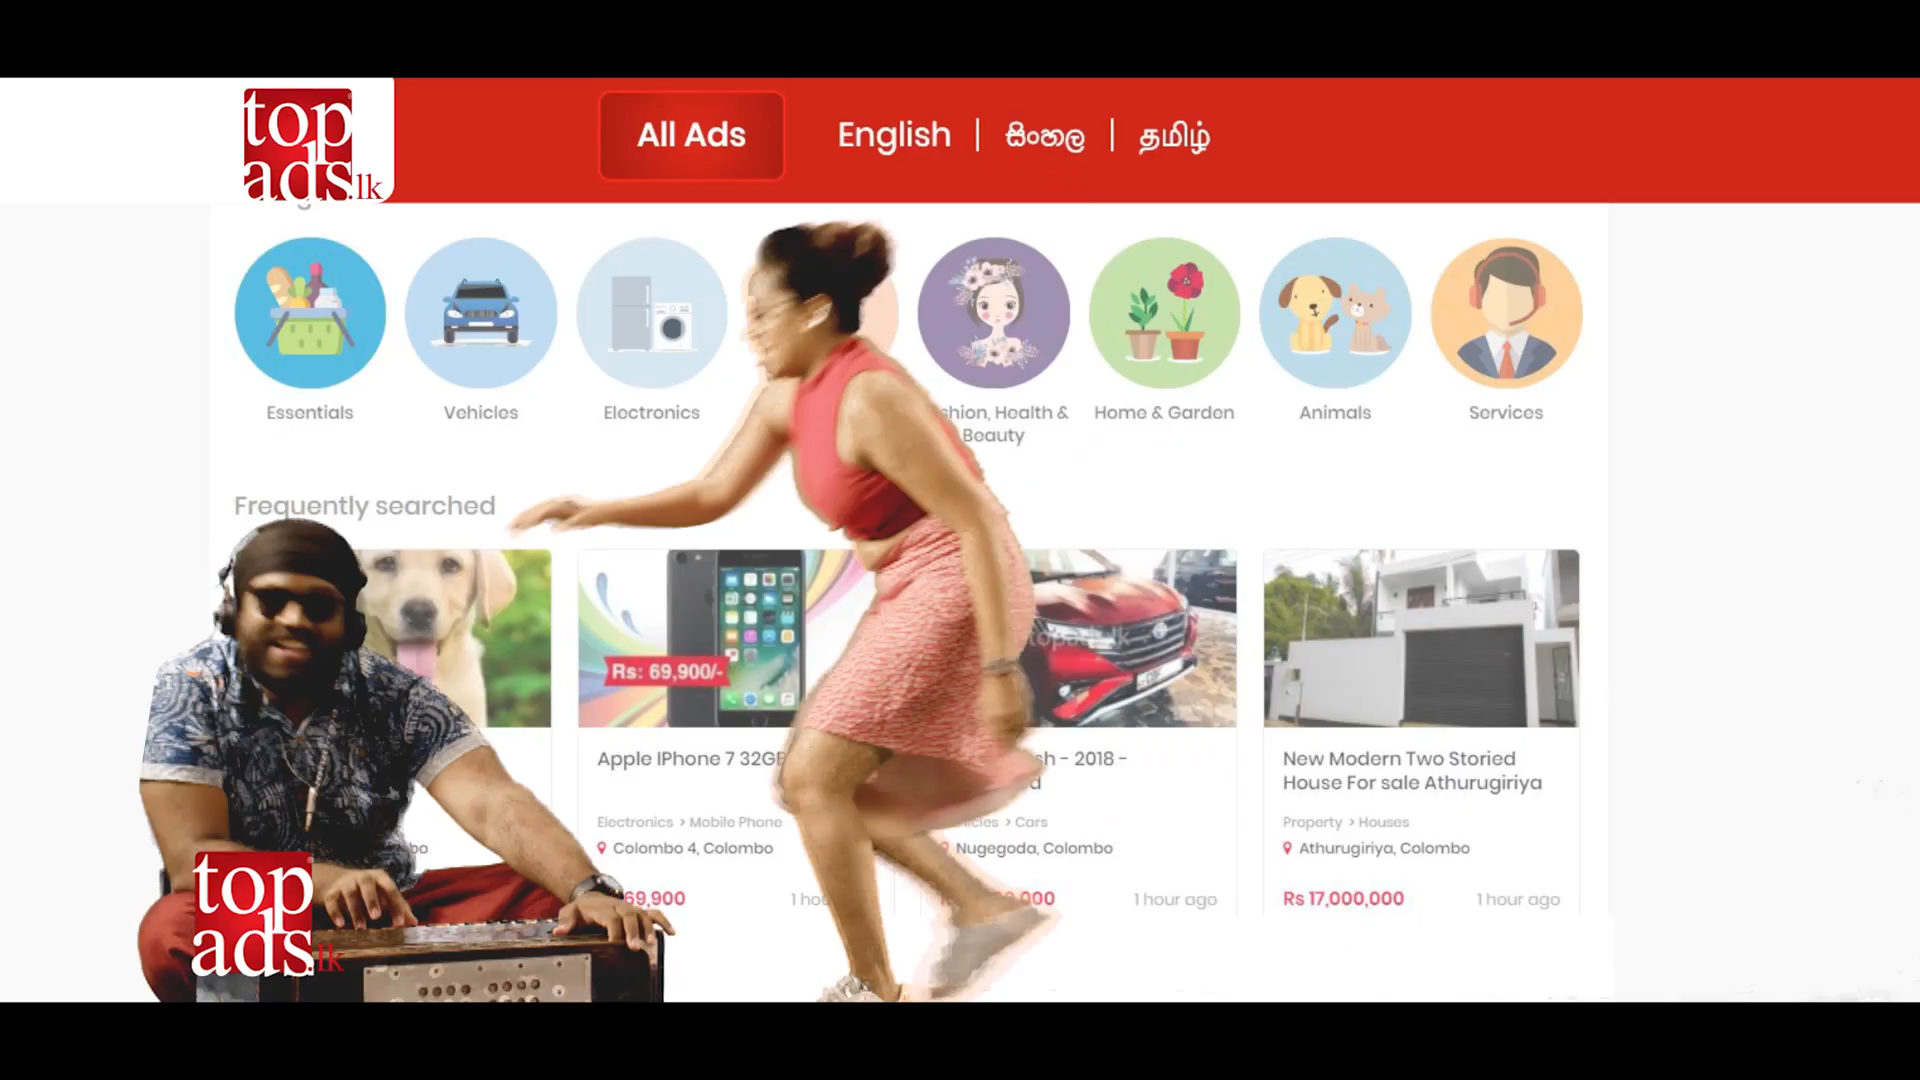 top
ads.lk
All Ads
English | සිංහල | தமிழ்
Essentials
Vehicles
Electronics
Health &
Beauty
Home & Garden
Animals
Services
Frequently searched
Rs: 69,900/-
Apple IPhone 7 32GB
Electronics > Mobile Phone
Colombo 4, Colombo
69,900
- 2018 -
> Cars
Nugegoda, Colombo
1 hour ago
New Modern Two Storied
House For sale Athurugiriya
Property > Houses
Athurugiriya, Colombo
Rs 17,000,000
1 hour ago
top
ads.lk